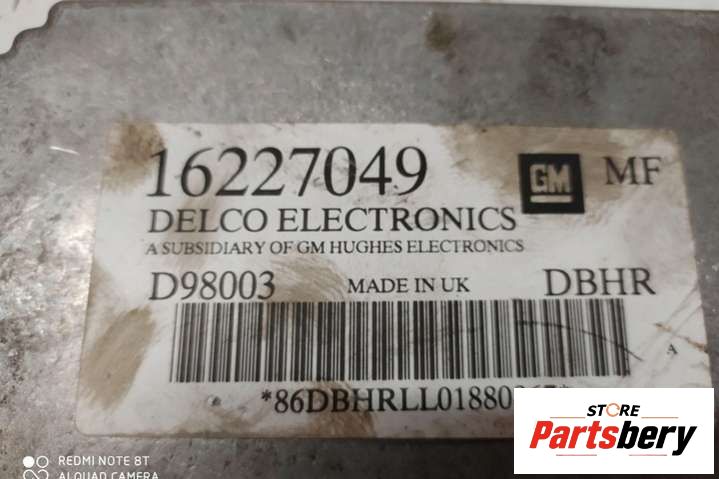 16227049 GM MF
DELCO ELECTRONICS
A SUBSIDIARY OF GM HUGHES ELECTRONICS
D98003 MADE IN UK DBHR
A
STORE
Partsbery
REDMI NOTE 8T
AI QUAD CAMERA